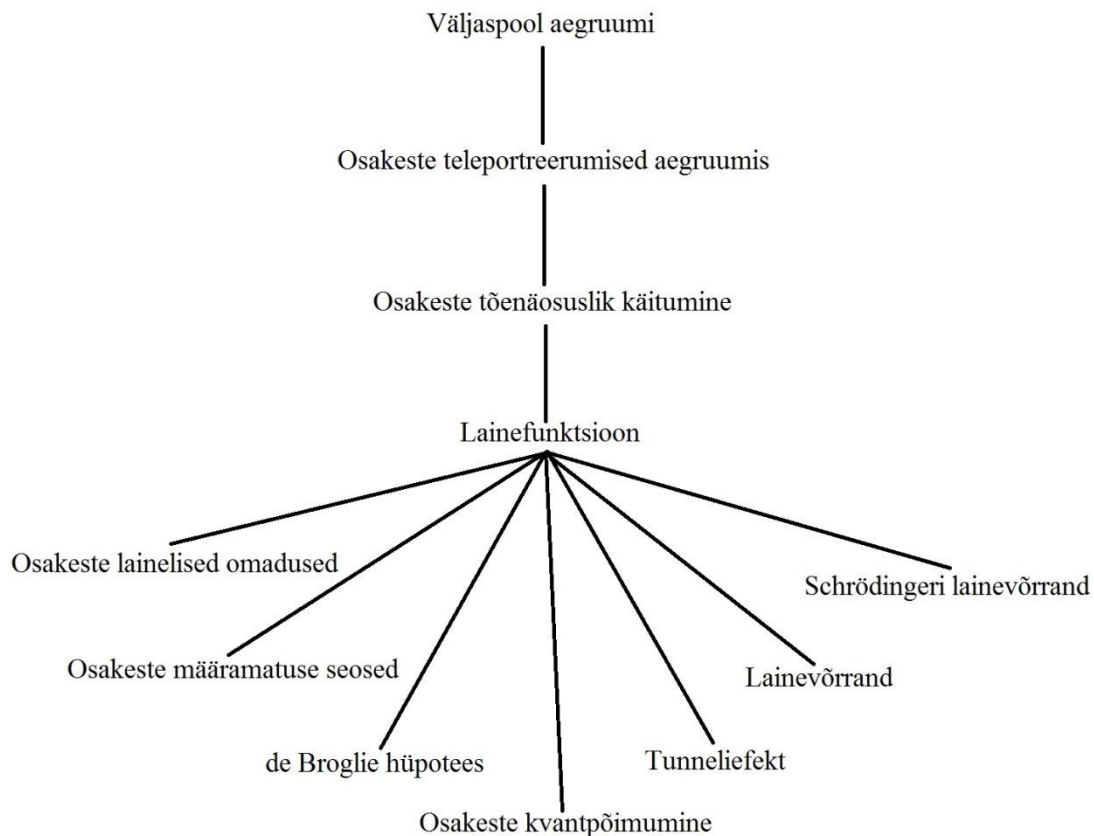 Väljaspool aegruumi
Osakeste teleportreerumised aegruumis
Osakeste tõenäosuslik käitumine
Lainefunktsioon
Osakeste lainelised omadused
Schrödingeri lainevõrrand
Osakeste määramatuse seosed
Lainevõrrand
de Broglie hüpotees
Tunneliefekt
Osakeste kvantpõimumine